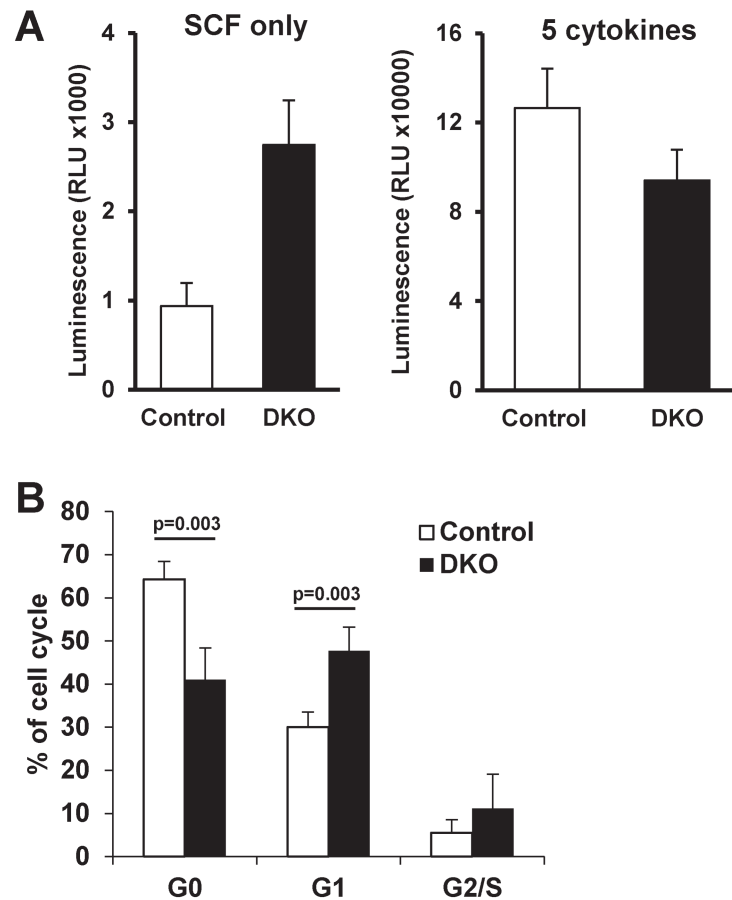 A
SCF only
5 cytokines
Luminescence (RLU x1000)
4
3
2
1
0
Control DKO
Luminescence (RLU x10000)
16
12
8
4
0
Control DKO
B
% of cell cycle
80
70
60
50
40
30
20
10
0
p=0.003
p=0.003
Control
DKO
G0 G1 G2/S